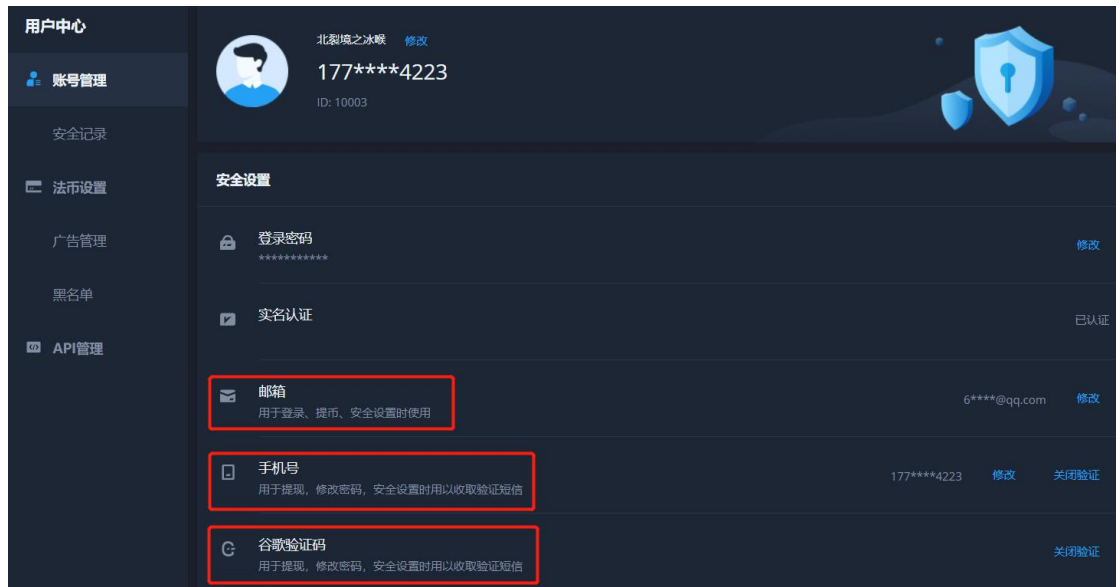 用户中心
账号管理
安全记录
法币设置
广告管理
黑名单
API管理
北裂境之冰喉 修改
177****4223
ID: 10003
安全设置
登录密码
***********
修改
实名认证
已认证
邮箱
用于登录、提币、安全设置时使用
6****@qq.com 修改
手机号
用于提现，修改密码，安全设置时用以收取验证短信
177****4223 修改 关闭验证
谷歌验证码
用于提现，修改密码，安全设置时用以收取验证短信
关闭验证